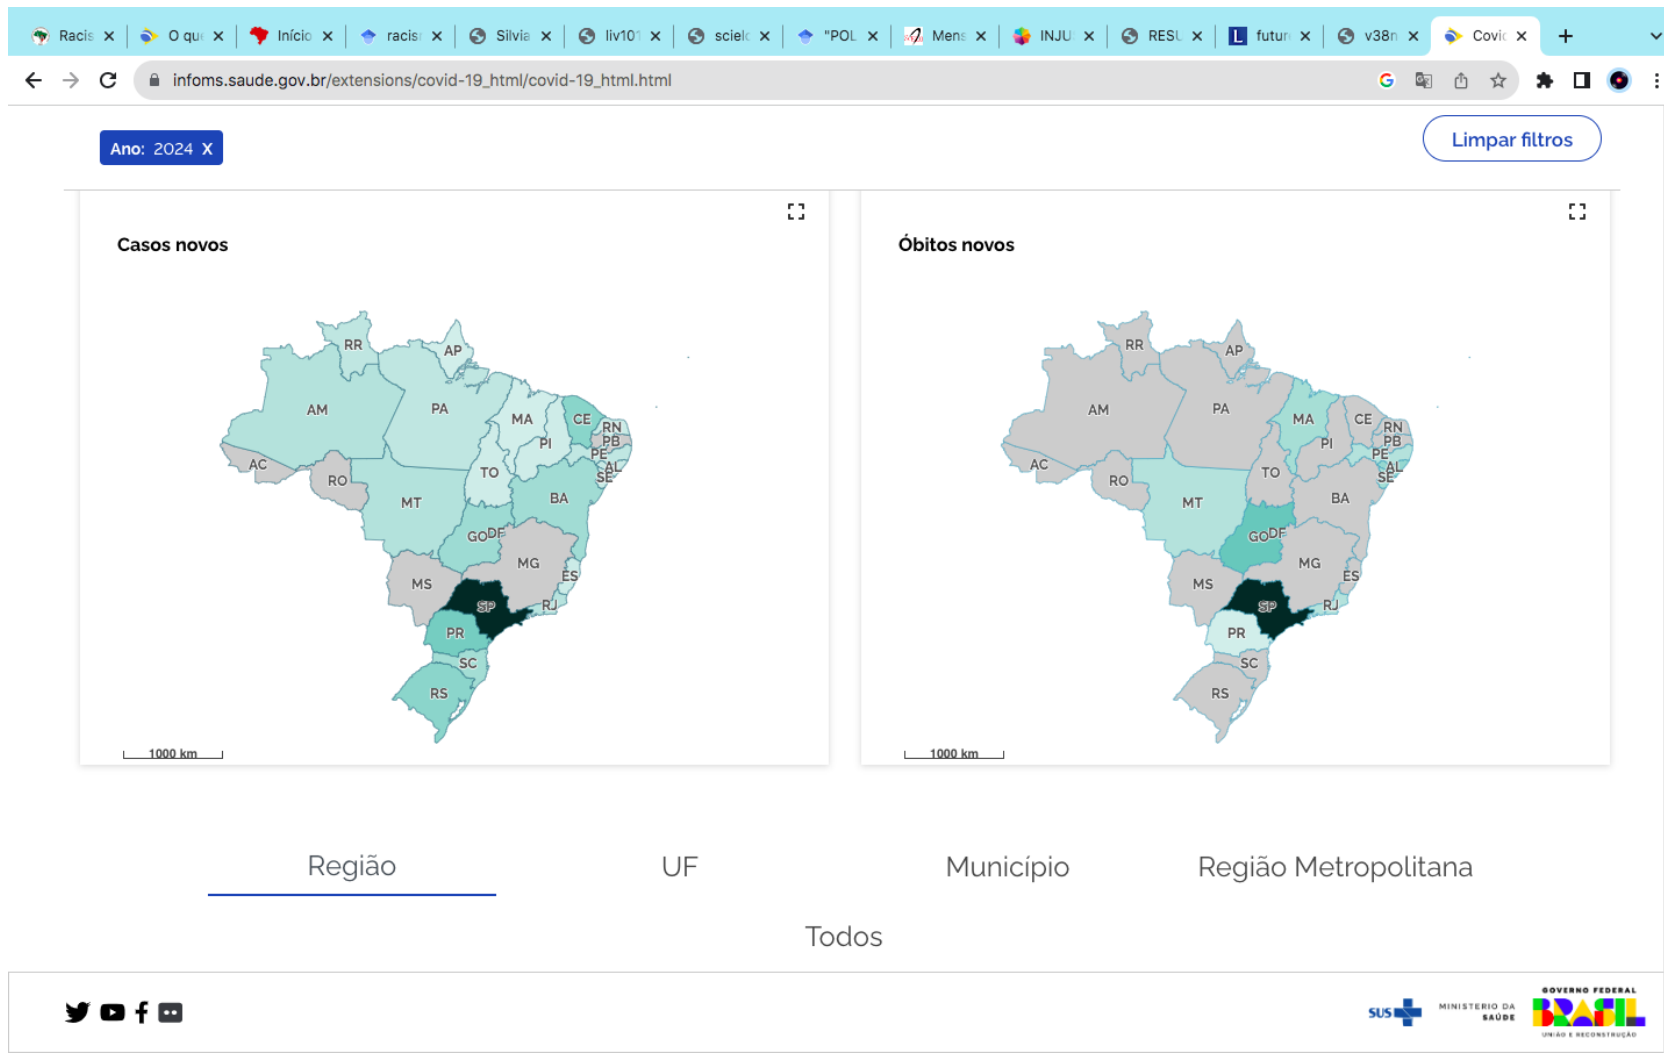 Racis
O que
Início
racis
Silvia
liv101
scielo
"POL
Mens
INJU
RESU
futur
v38n
Covid
infoms.saude.gov.br/extensions/covid-19_html/covid-19_html.html
Ano: 2024 X
Limpar filtros
Casos novos
RR
AP
AM
PA
MA
CE
RN
PI
PB
PE
AC
TO
AL
RO
SE
MT
BA
GO
DF
MG
MS
ES
SP
RJ
PR
SC
RS
1000 km
Óbitos novos
RR
AP
AM
PA
MA
CE
RN
PI
PB
PE
AC
TO
AL
RO
SE
MT
BA
GO
DF
MG
MS
ES
SP
RJ
PR
SC
RS
1000 km
Região
UF
Município
Região Metropolitana
Todos
SUS
MINISTÉRIO DA
SAÚDE
GOVERNO FEDERAL
BRASIL
UNIÃO E RECONSTRUÇÃO